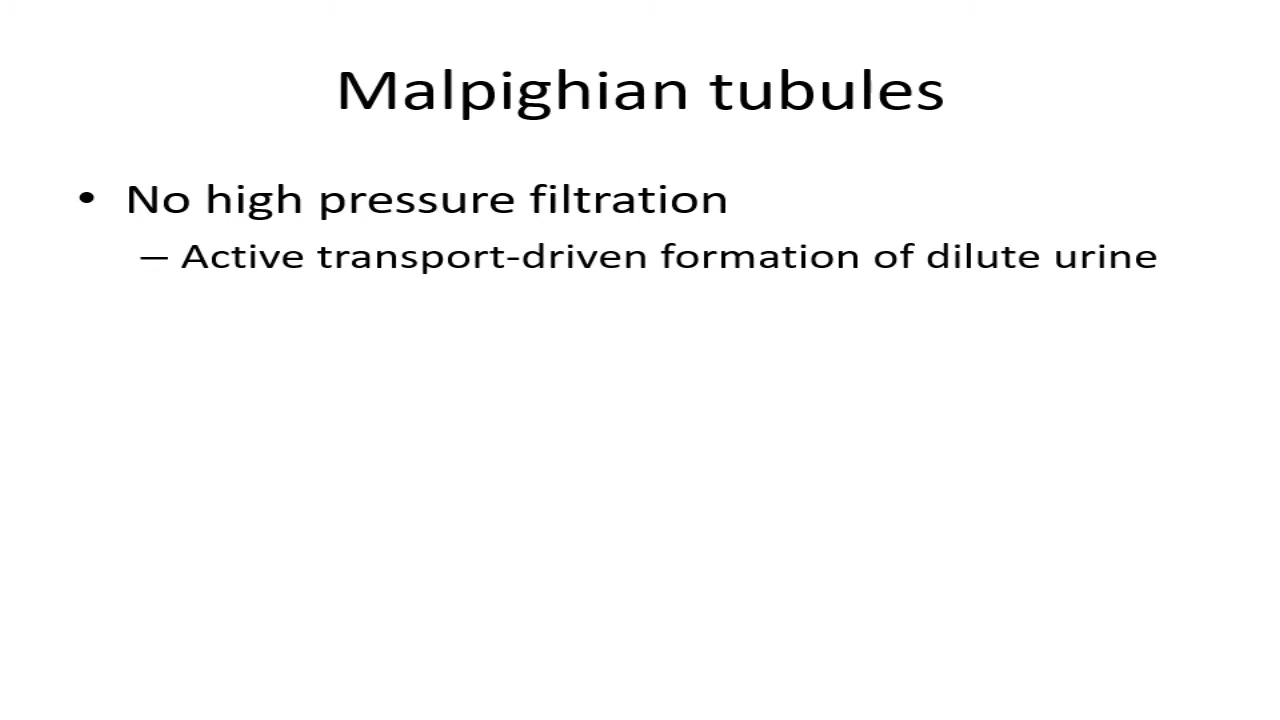 Malpighian tubules
• No high pressure filtration
– Active transport-driven formation of dilute urine